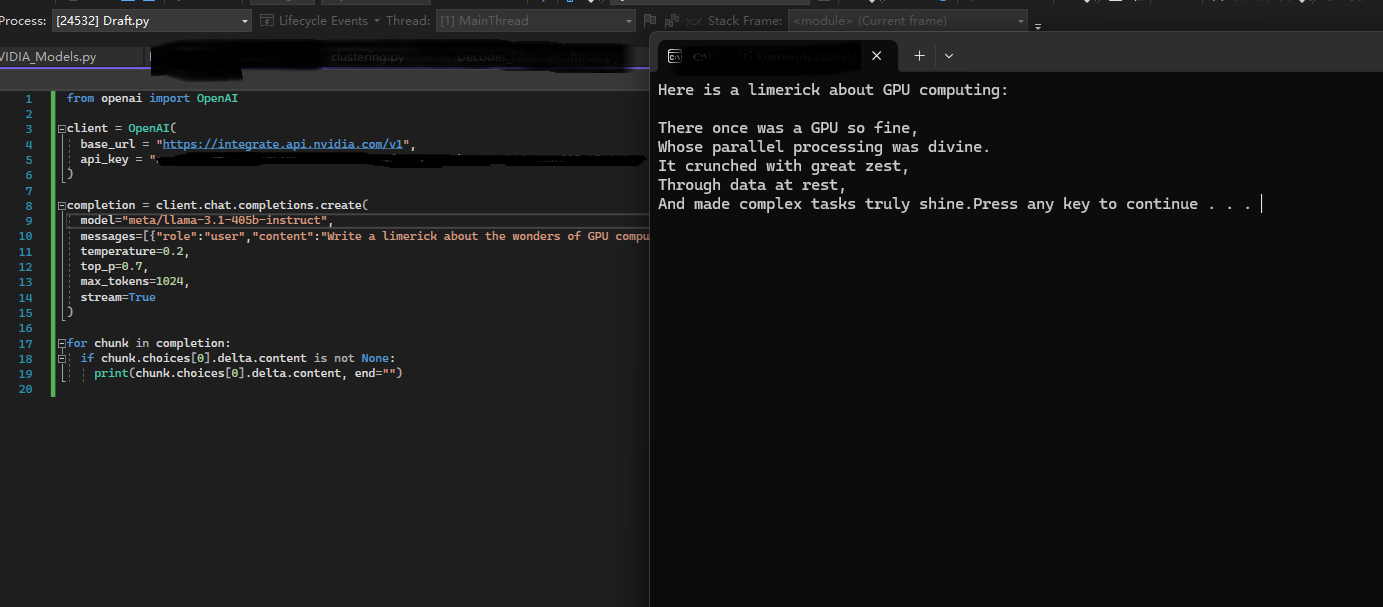 Process: [24532] Draft.py Lifecycle Events Thread: [1] MainThread Stack Frame: <module> (Current frame)
VIDIA_Models.py clustering.py
1 from openai import OpenAI
2
3 client = OpenAI(
4 base_url = "https://integrate.api.nvidia.com/v1",
5 api_key = "
6 )
7
8 completion = client.chat.completions.create(
9 model="meta/llama-3.1-405b-instruct",
10 messages=[{"role":"user","content":"Write a limerick about the wonders of GPU compu
11 temperature=0.2,
12 top_p=0.7,
13 max_tokens=1024,
14 stream=True
15 )
16
17 for chunk in completion:
18 if chunk.choices[0].delta.content is not None:
19 print(chunk.choices[0].delta.content, end="")
20
Here is a limerick about GPU computing:
There once was a GPU so fine,
Whose parallel processing was divine.
It crunched with great zest,
Through data at rest,
And made complex tasks truly shine.Press any key to continue . . .